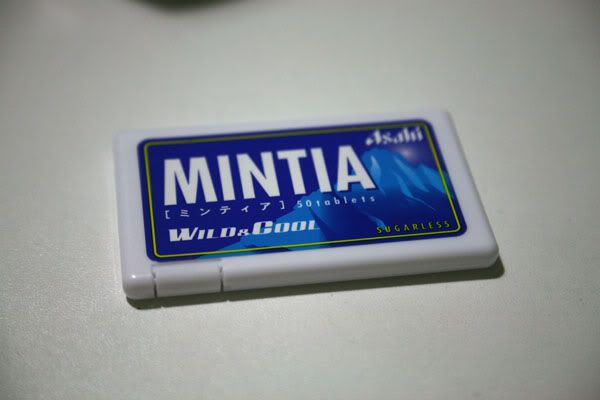 Asahi
MINTIA
[ミンティア] 50tablets
WILD&COOL
SUGARLESS